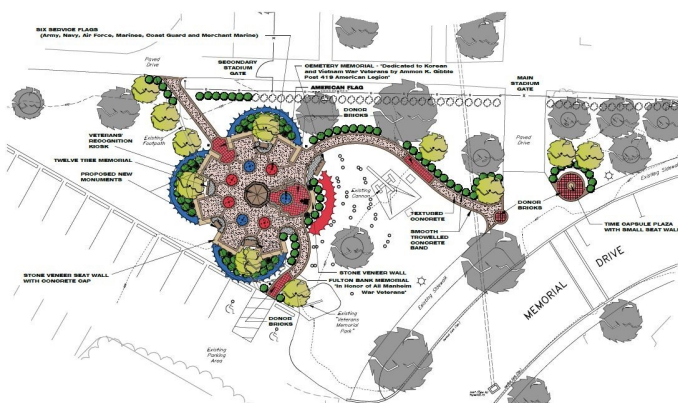 SIX SERVICE FLAGS
(Army, Navy, Air Force, Marines, Coast Guard and Merchant Marine)
Paved
Drive
SECONDARY
STADIUM
GATE
CEMETERY MEMORIAL - 'Dedicated to Korean
and Vietnam War Veterans by Ammon K. Gibble
Post 419 American Legion'
AMERICAN FLAG
MAIN
STADIUM
GATE
DONOR
BRICKS
VETERANS'
RECOGNITION
KIOSK
Existing
Footpath
Paved
Drive
TWELVE TREE MEMORIAL
PROPOSED NEW
MONUMENTS
Existing
Cannon
Existing Sidewalk
DONOR
BRICKS
TEXTURED
CONCRETE
SMOOTH
TROWELLED
CONCRETE
BAND
TIME CAPSULE PLAZA
WITH SMALL SEAT WALL
STONE VENEER SEAT WALL
WITH CONCRETE CAP
STONE VENEER WALL
FULTON BANK MEMORIAL
'In Honor of All Manheim
War Veterans'
Existing Sidewalk
MEMORIAL DRIVE
DONOR
BRICKS
Existing
"Veterans
Memorial
Park"
Existing
Parking
Area